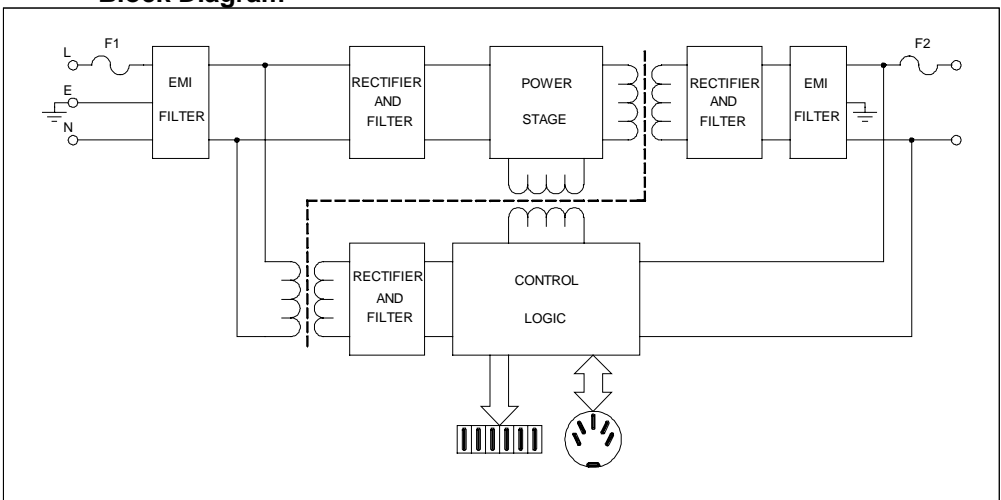 Block Diagram
L
F1
E
N
EMI
FILTER
RECTIFIER
AND
FILTER
POWER
STAGE
RECTIFIER
AND
FILTER
EMI
FILTER
F2
RECTIFIER
AND
FILTER
CONTROL
LOGIC